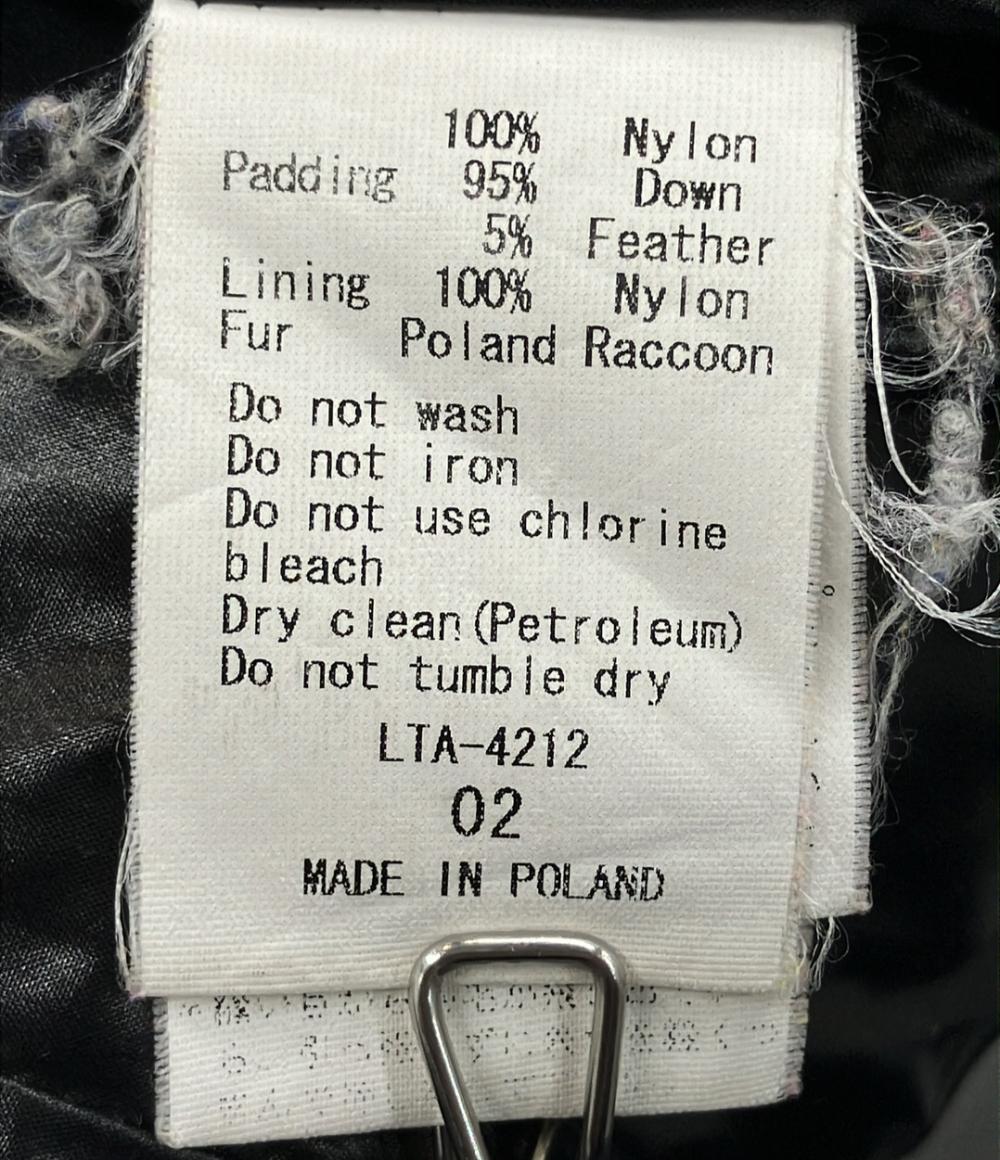 100% Nylon
Padding 95% Down
5% Feather
Lining 100% Nylon
Fur Poland Raccoon
Do not wash
Do not iron
Do not use chlorine
bleach
Dry clean(Petroleum)
Do not tumble dry
LTA-4212
02
MADE IN POLAND